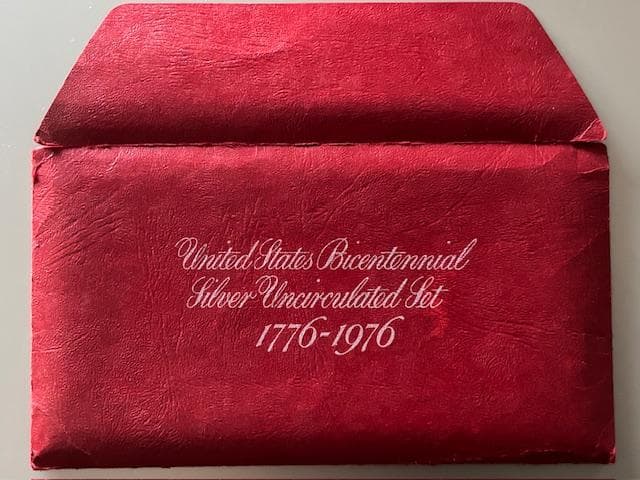 United States Bicentennial
Silver Uncirculated Set
1776-1976